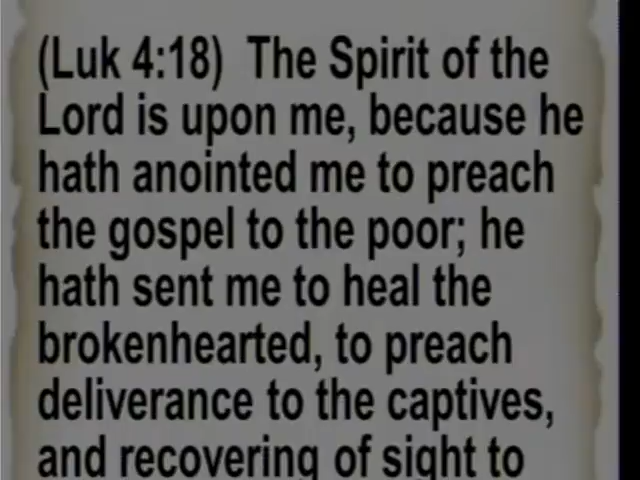 (Luk 4:18)  The Spirit of the
Lord is upon me, because he
hath anointed me to preach
the gospel to the poor; he
hath sent me to heal the
brokenhearted, to preach
deliverance to the captives,
and recovering of sight to